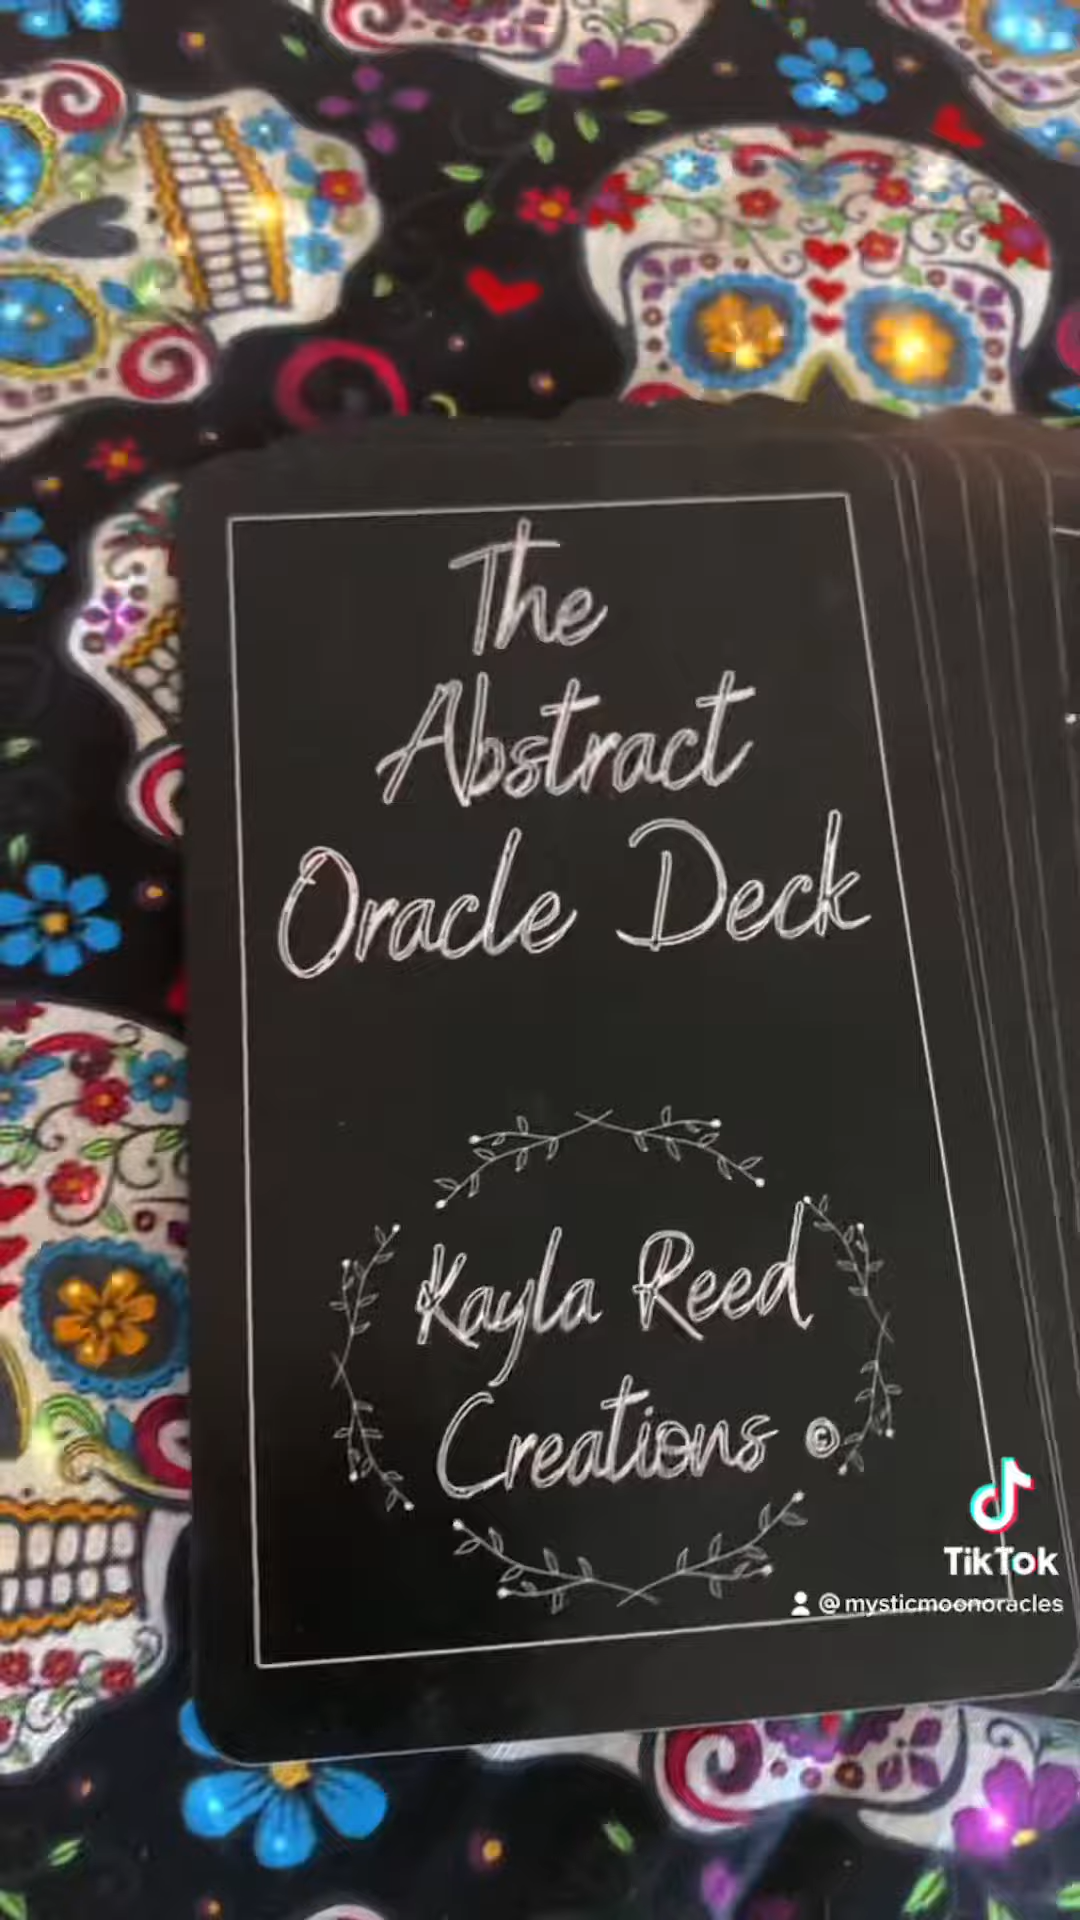 The
Abstract
Oracle Deck
Kayla Reed
Creations ©
TikTok
@mysticmoonoracles